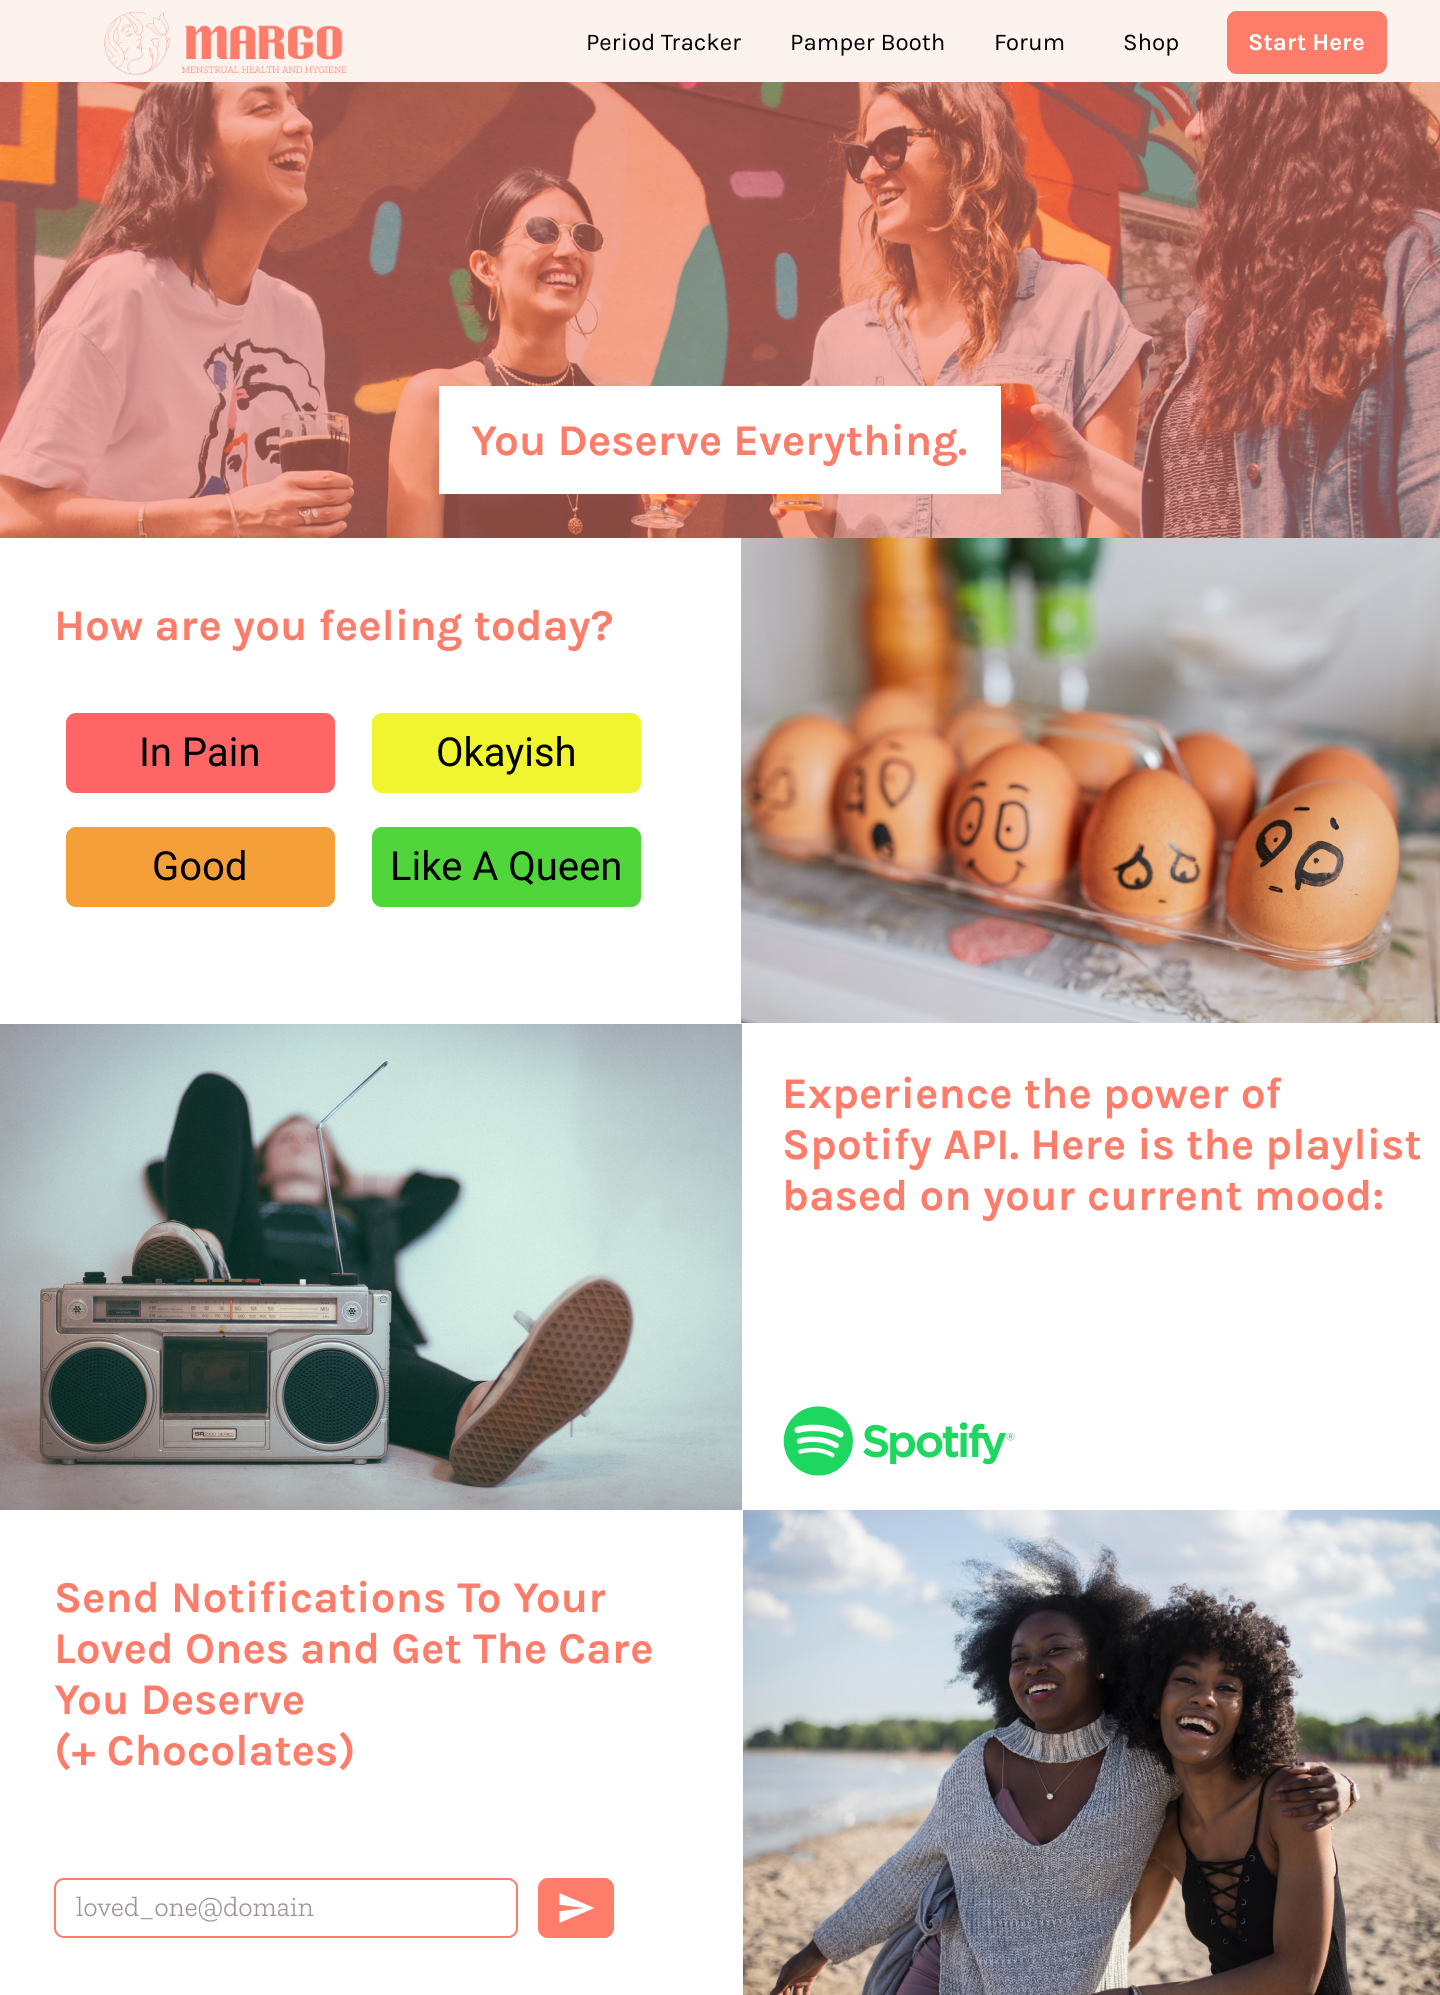 MARGO
MENSTRUAL HEALTH AND HYGIENE
Period Tracker
Pamper Booth
Forum
Shop
Start Here
You Deserve Everything.
How are you feeling today?
In Pain
Okayish
Good
Like A Queen
Experience the power of
Spotify API. Here is the playlist
based on your current mood:
Spotify®
Send Notifications To Your
Loved Ones and Get The Care
You Deserve
(+ Chocolates)
loved_one@domain